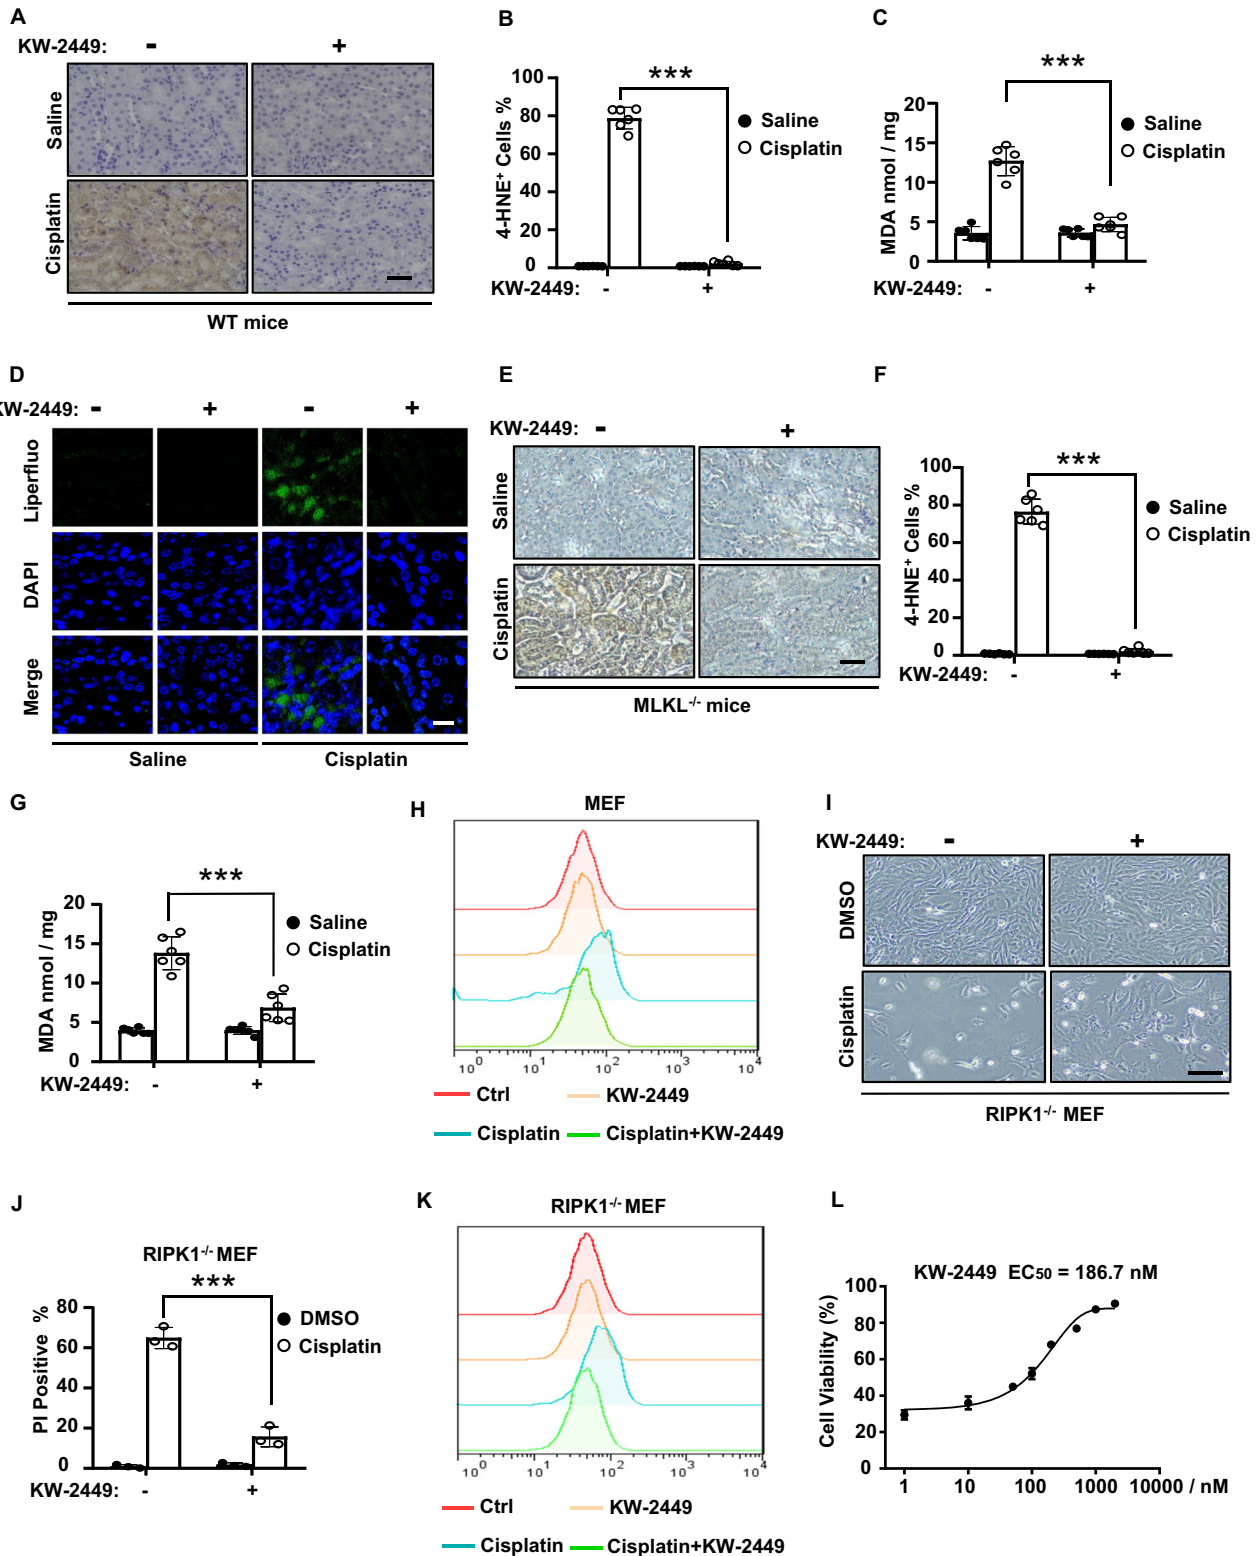 A
KW-2449: - +
Saline
Cisplatin
WT mice
B
***
4-HNE+ Cells %
100
80
60
40
20
0
Saline
Cisplatin
KW-2449: - +
C
***
MDA nmol / mg
20
15
10
5
0
Saline
Cisplatin
KW-2449: - +
D
KW-2449: - + - +
Liperfluo
DAPI
Merge
Saline
Cisplatin
E
KW-2449: - +
Saline
Cisplatin
MLKL-/- mice
F
***
4-HNE+ Cells %
100
80
60
40
20
0
Saline
Cisplatin
KW-2449: - +
G
***
MDA nmol / mg
20
15
10
5
0
Saline
Cisplatin
KW-2449: - +
H
MEF
10^0 10^1 10^2 10^3 10^4
Ctrl KW-2449
Cisplatin Cisplatin+KW-2449
I
KW-2449: - +
DMSO
Cisplatin
RIPK1-/- MEF
J
RIPK1-/- MEF
***
PI Positive %
80
60
40
20
0
DMSO
Cisplatin
KW-2449: - +
K
RIPK1-/- MEF
10^0 10^1 10^2 10^3 10^4
Ctrl KW-2449
Cisplatin Cisplatin+KW-2449
L
KW-2449 EC50 = 186.7 nM
Cell Viability (%)
100
80
60
40
20
0
1 10 100 1000 10000 / nM